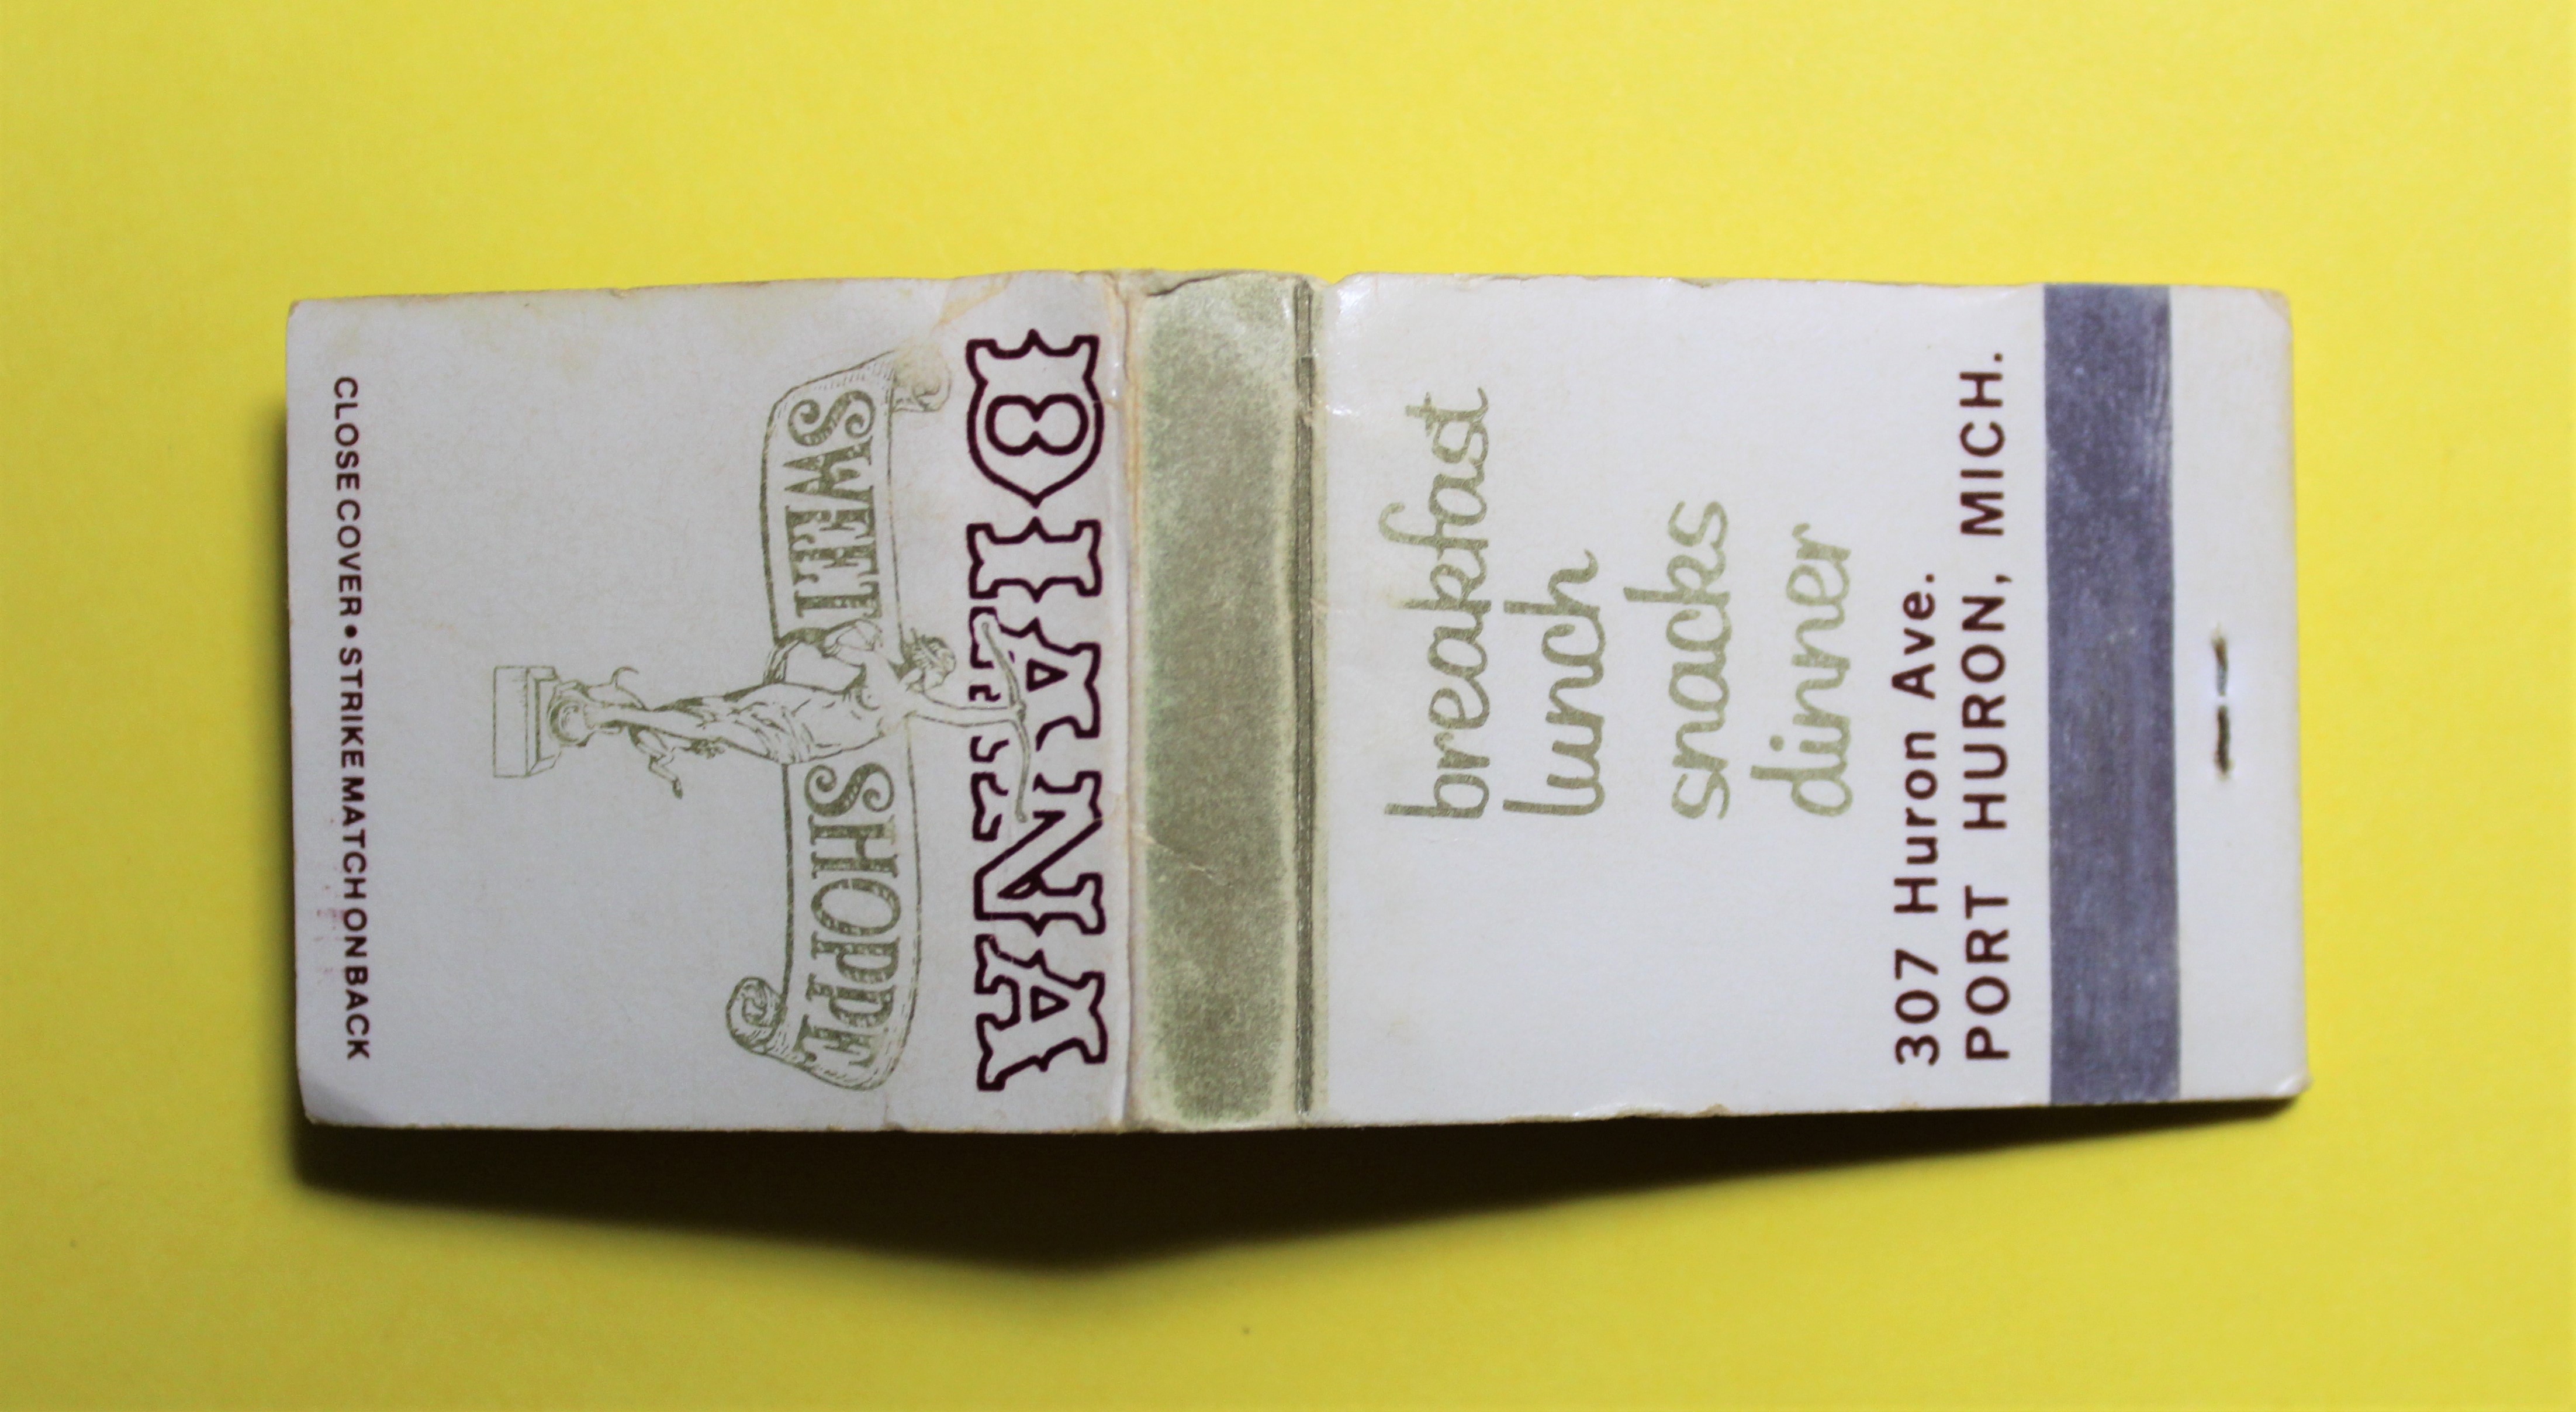 DIANA
SWEET SHOPPE
CLOSE COVER • STRIKE MATCH ON BACK
breakfast
lunch
snacks
dinner
307 Huron Ave.
PORT HURON, MICH.